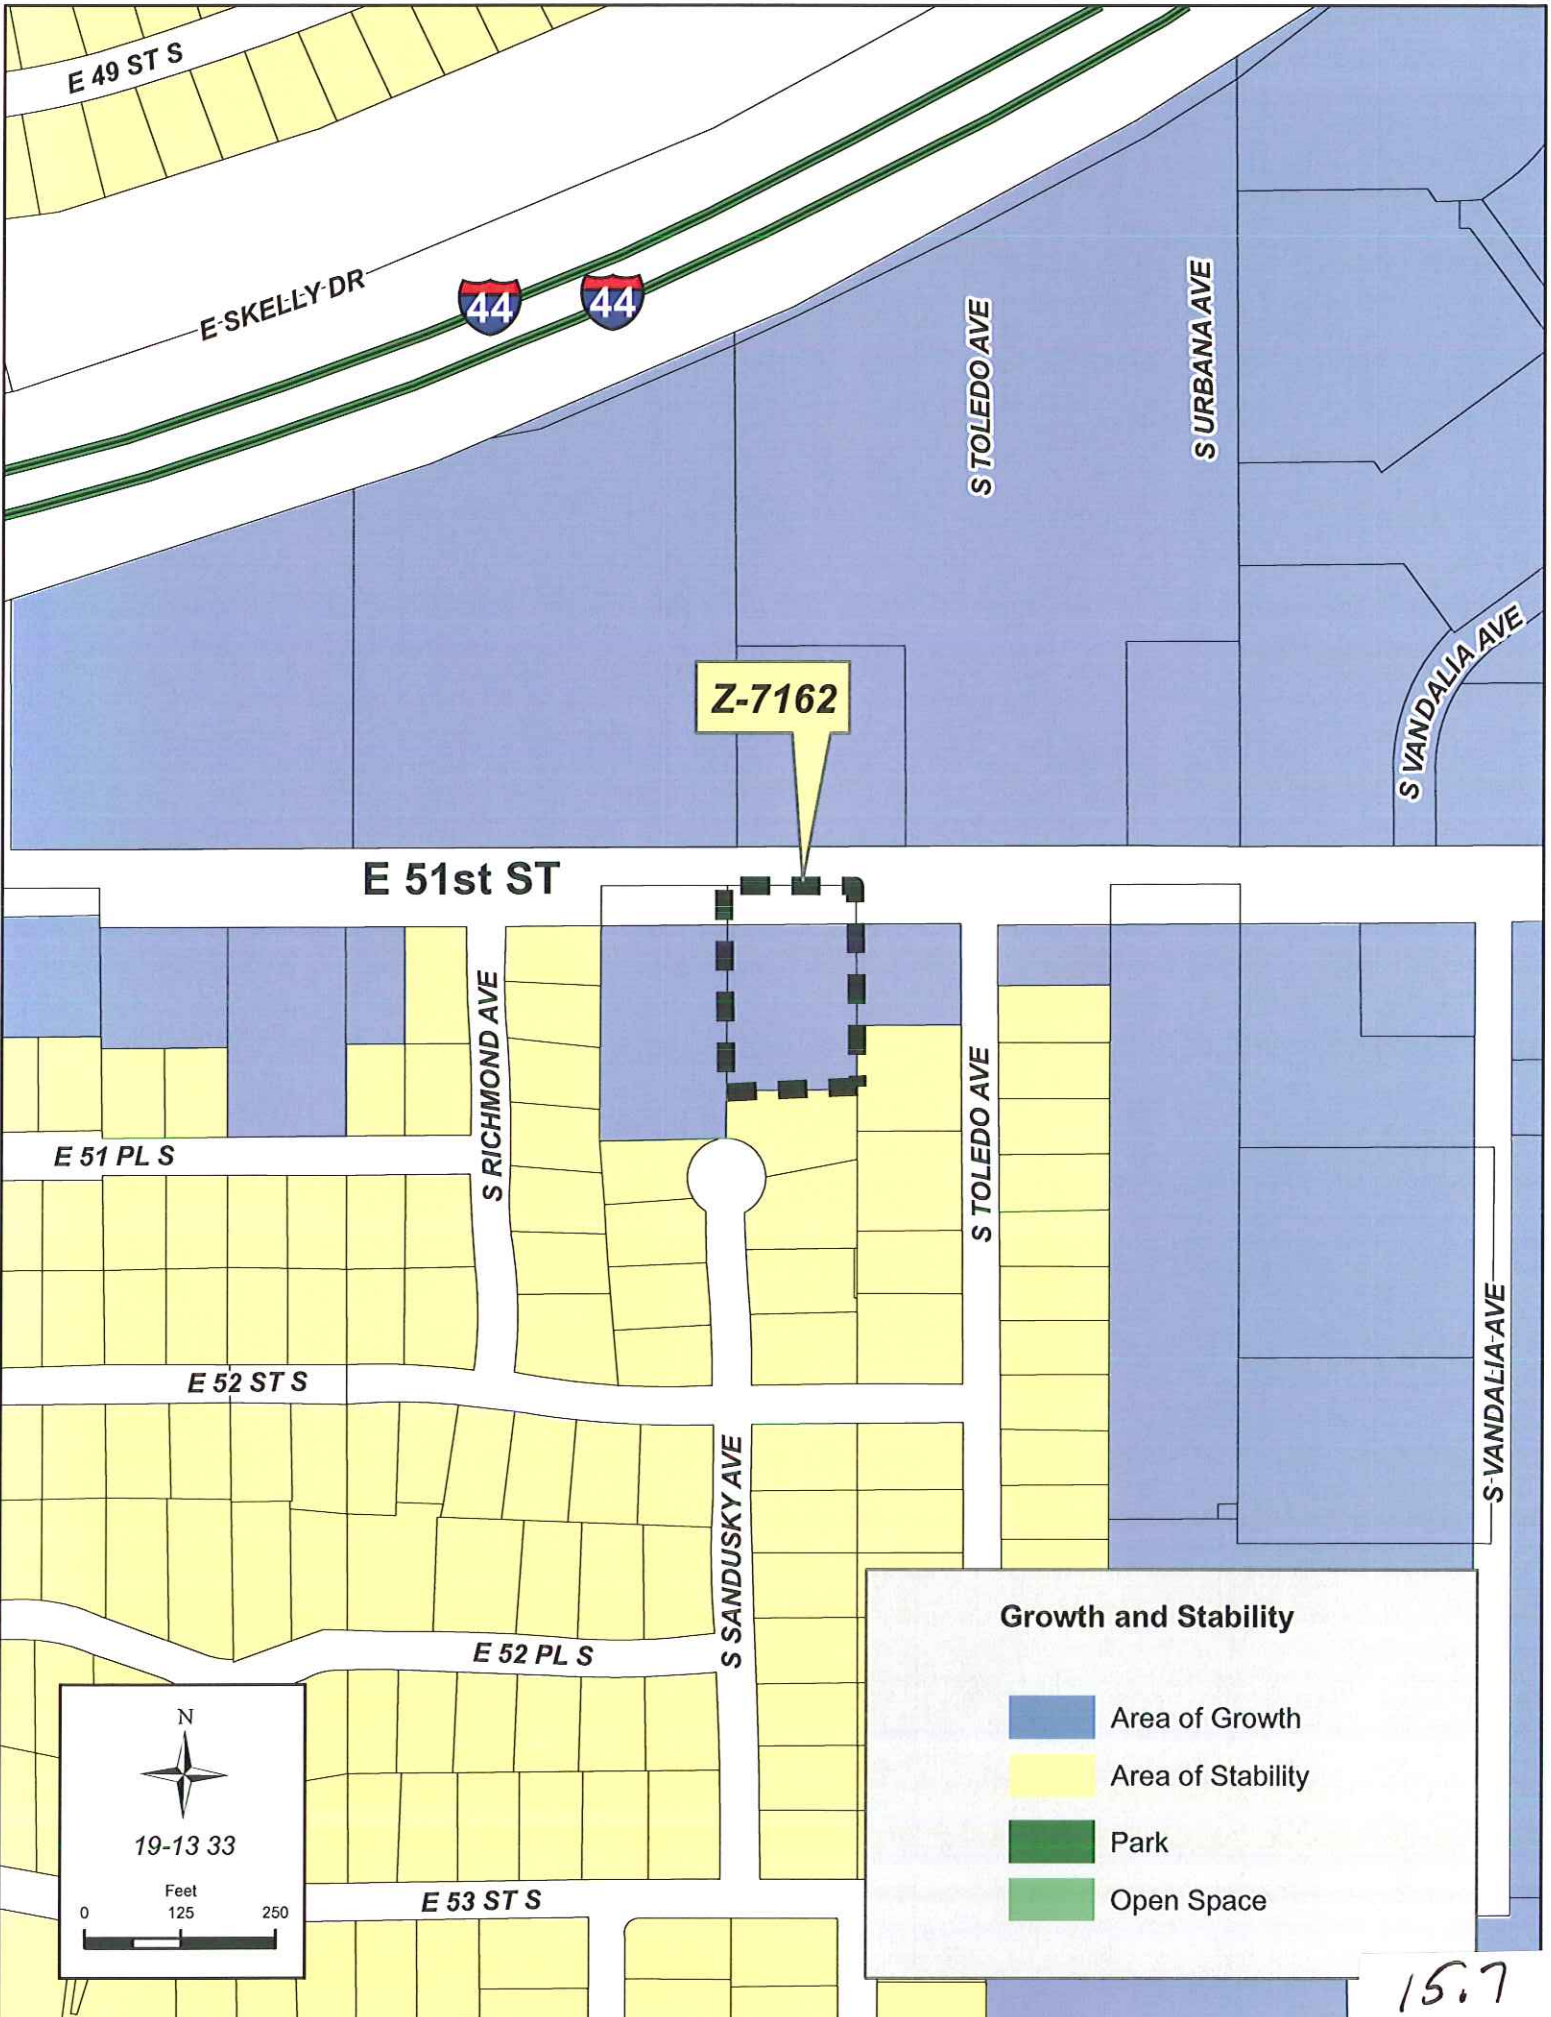 E 49 ST S
E SKELLY DR
44
44
S TOLEDO AVE
S URBANA AVE
S VANDALIA AVE
Z-7162
E 51st ST
S RICHMOND AVE
E 51 PL S
S TOLEDO AVE
E 52 ST S
S VANDALIA AVE
S SANDUSKY AVE
E 52 PL S
Growth and Stability
Area of Growth
Area of Stability
Park
Open Space
N
19-13 33
Feet
0 125 250
E 53 ST S
15.7